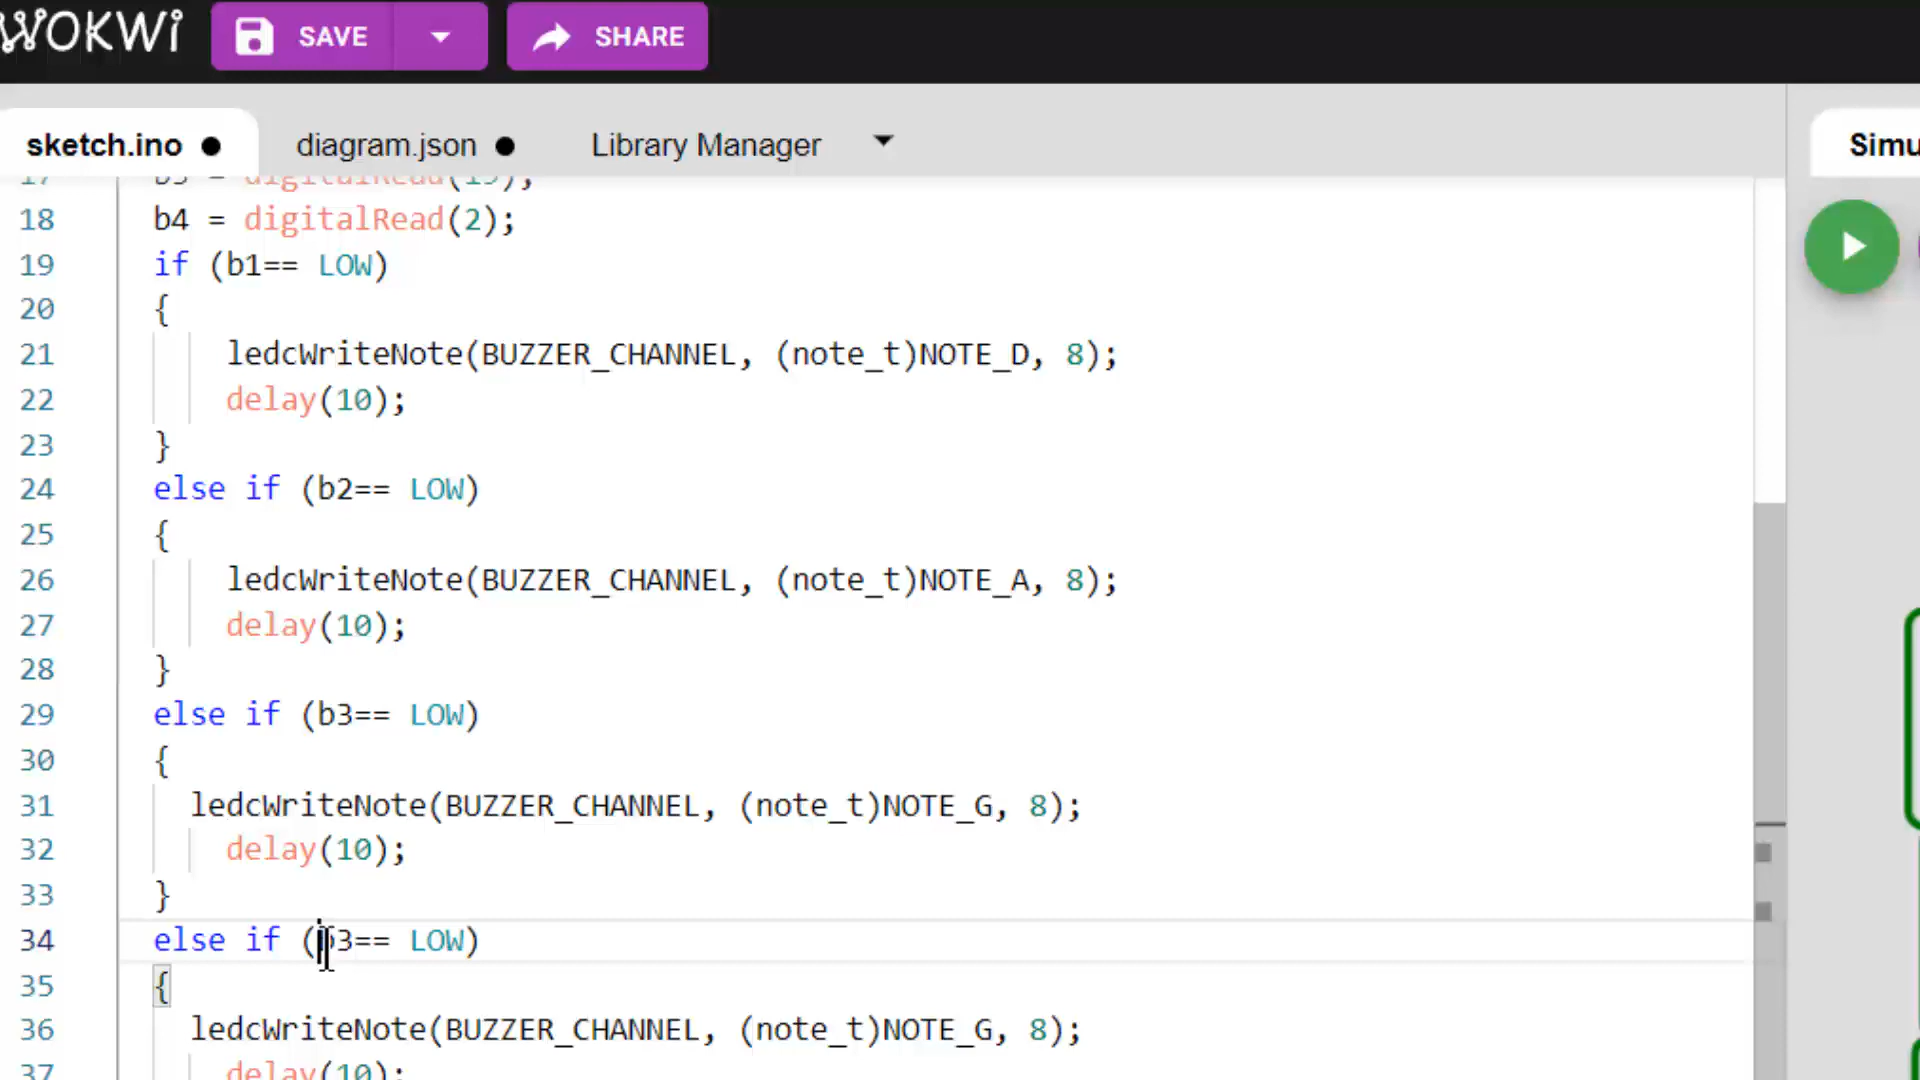 WOKWi
SAVE
SHARE
sketch.ino
diagram.json
Library Manager
Simu
17 b3 = digitalRead(15);
18 b4 = digitalRead(2);
19 if (b1== LOW)
20 {
21 ledcWriteNote(BUZZER_CHANNEL, (note_t)NOTE_D, 8);
22 delay(10);
23 }
24 else if (b2== LOW)
25 {
26 ledcWriteNote(BUZZER_CHANNEL, (note_t)NOTE_A, 8);
27 delay(10);
28 }
29 else if (b3== LOW)
30 {
31 ledcWriteNote(BUZZER_CHANNEL, (note_t)NOTE_G, 8);
32 delay(10);
33 }
34 else if (b3== LOW)
35 {
36 ledcWriteNote(BUZZER_CHANNEL, (note_t)NOTE_G, 8);
37 delay(10);